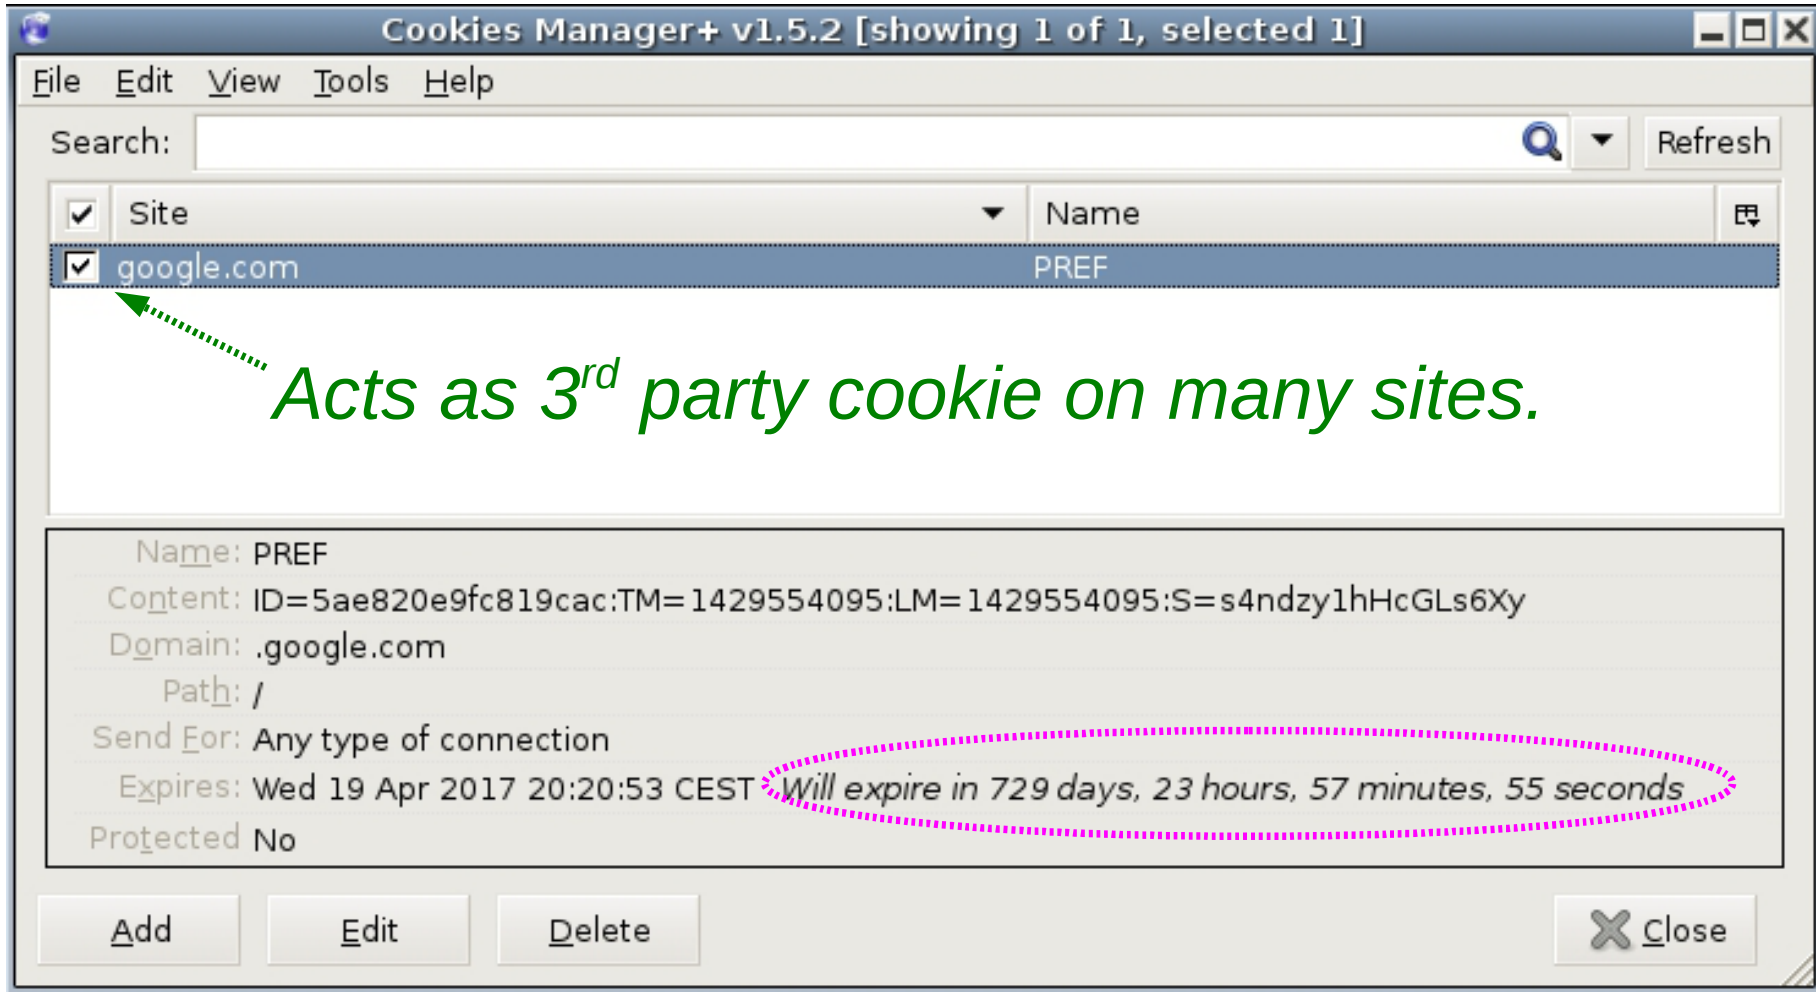 Cookies Manager+ v1.5.2 [showing 1 of 1, selected 1]
File Edit View Tools Help
Search: Refresh
Site Name
google.com PREF
Acts as 3rd party cookie on many sites.
Name: PREF
Content: ID=5ae820e9fc819cac:TM=1429554095:LM=1429554095:S=s4ndzy1hHcGLs6Xy
Domain: .google.com
Path: /
Send For: Any type of connection
Expires: Wed 19 Apr 2017 20:20:53 CEST Will expire in 729 days, 23 hours, 57 minutes, 55 seconds
Protected No
Add Edit Delete Close